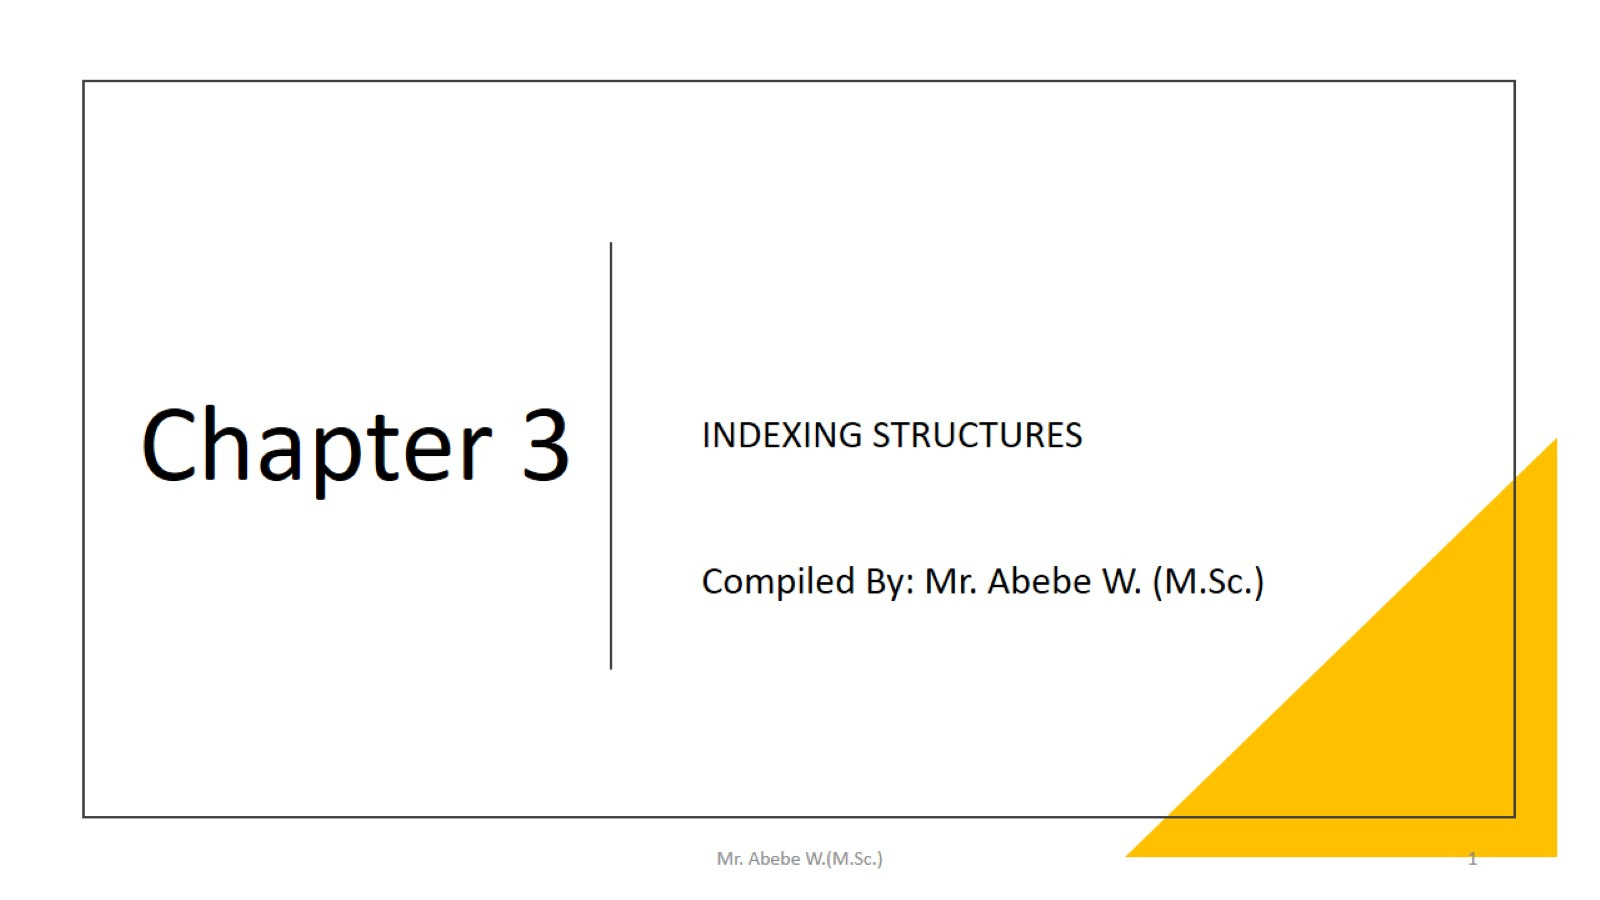 Chapter 3
INDEXING STRUCTURES
Compiled By: Mr. Abebe W. (M.Sc.)
Mr. Abebe W.(M.Sc.)
1